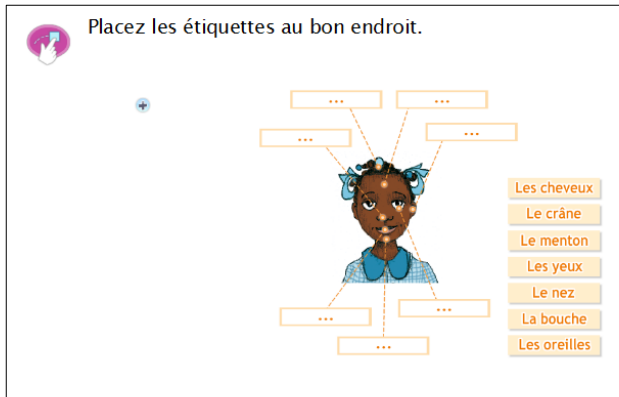 Placez les étiquettes au bon endroit.
...
...
...
...
Les cheveux
Le crâne
Le menton
Les yeux
Le nez
La bouche
Les oreilles
...
...
...